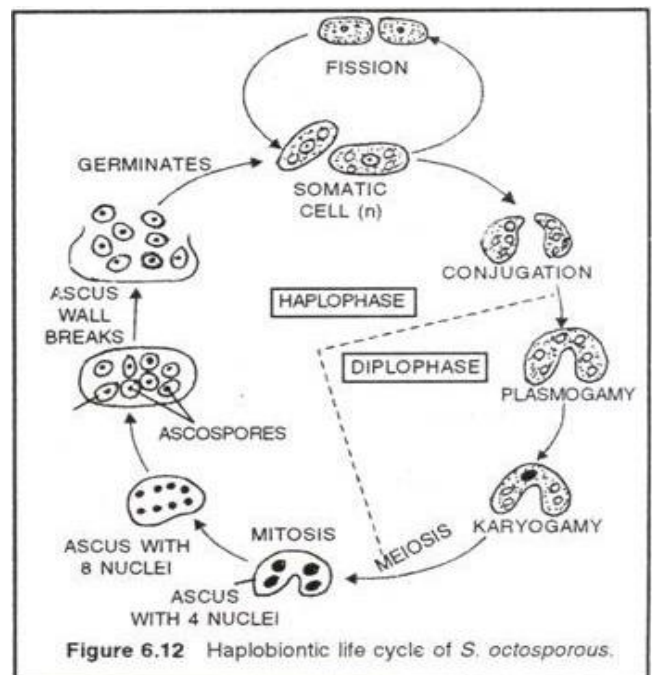 FISSION
GERMINATES
SOMATIC
CELL (n)
CONJUGATION
ASCUS
WALL
BREAKS
HAPLOPHASE
DIPLOPHASE
PLASMOGAMY
ASCOSPORES
KARYOGAMY
MEIOSIS
MITOSIS
ASCUS WITH
8 NUCLEI
ASCUS
WITH 4 NUCLEI
Figure 6.12 Haplobiontic life cycle of S. octosporous.